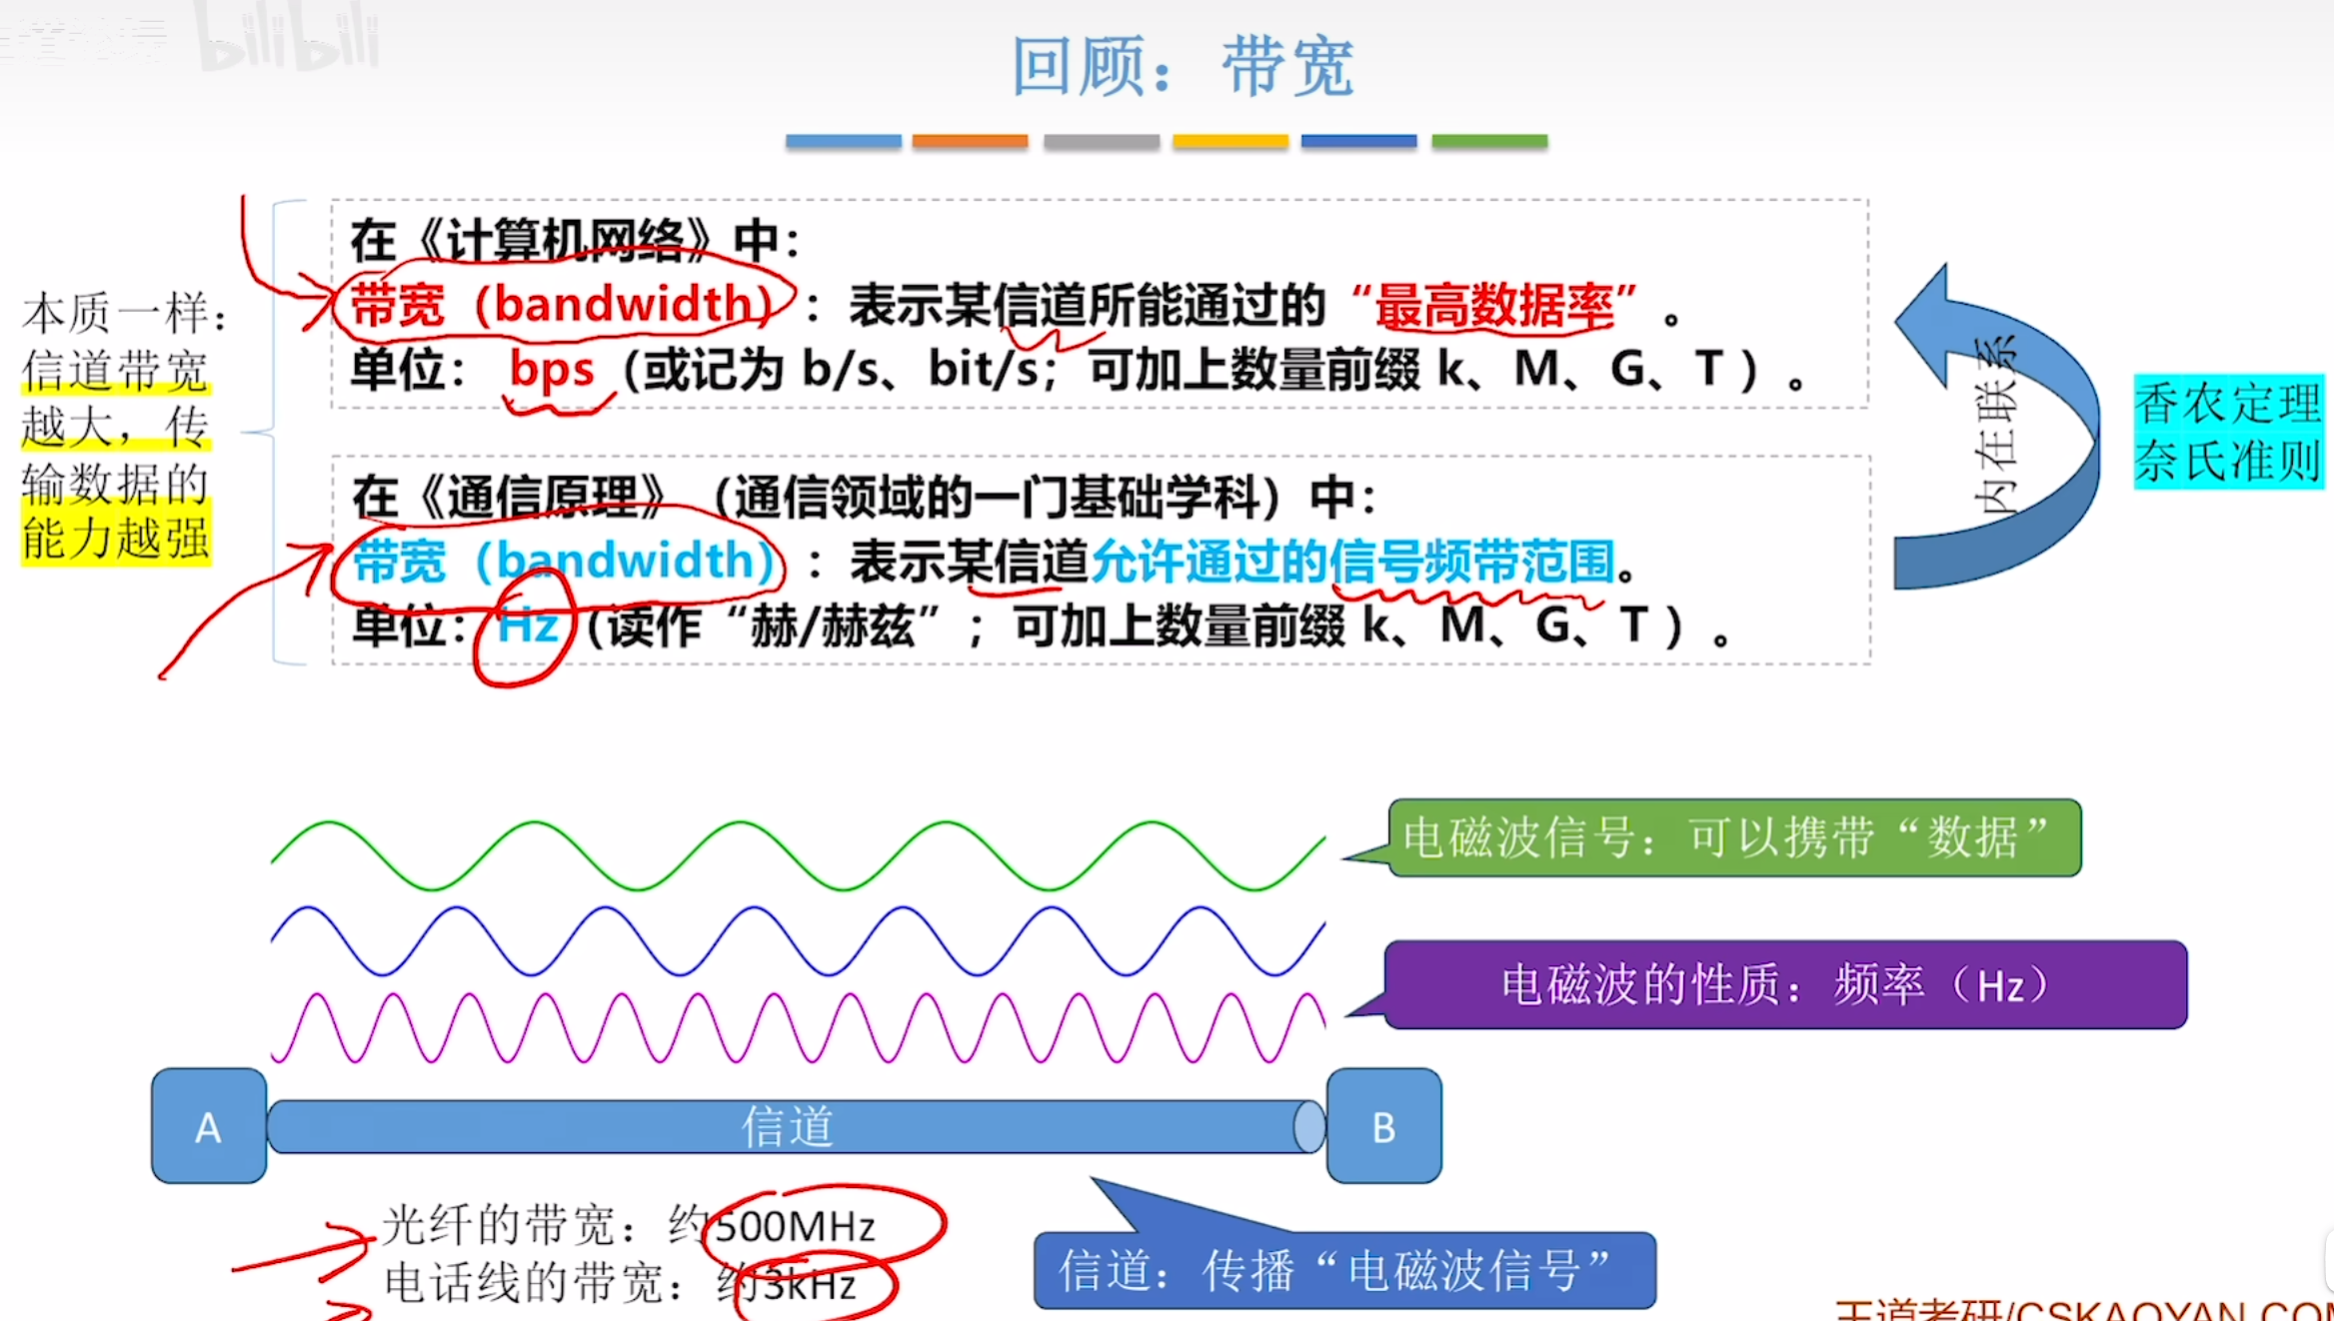 bilibili
回顾：带宽
在《计算机网络》中：
带宽（bandwidth）：表示某信道所能通过的“最高数据率”。
单位： bps（或记为 b/s、bit/s；可加上数量前缀 k、M、G、T ）。
本质一样：
信道带宽
越大，传
输数据的
能力越强
在《通信原理》（通信领域的一门基础学科）中：
带宽（bandwidth）：表示某信道允许通过的信号频带范围。
单位：Hz（读作“赫/赫兹”；可加上数量前缀 k、M、G、T ）。
内在联系
香农定理
奈氏准则
电磁波信号：可以携带“数据”
电磁波的性质：频率（Hz）
A
信道
B
光纤的带宽：约500MHz
电话线的带宽：约3kHz
信道：传播“电磁波信号”
王道考研/CSKAOYAN.COM